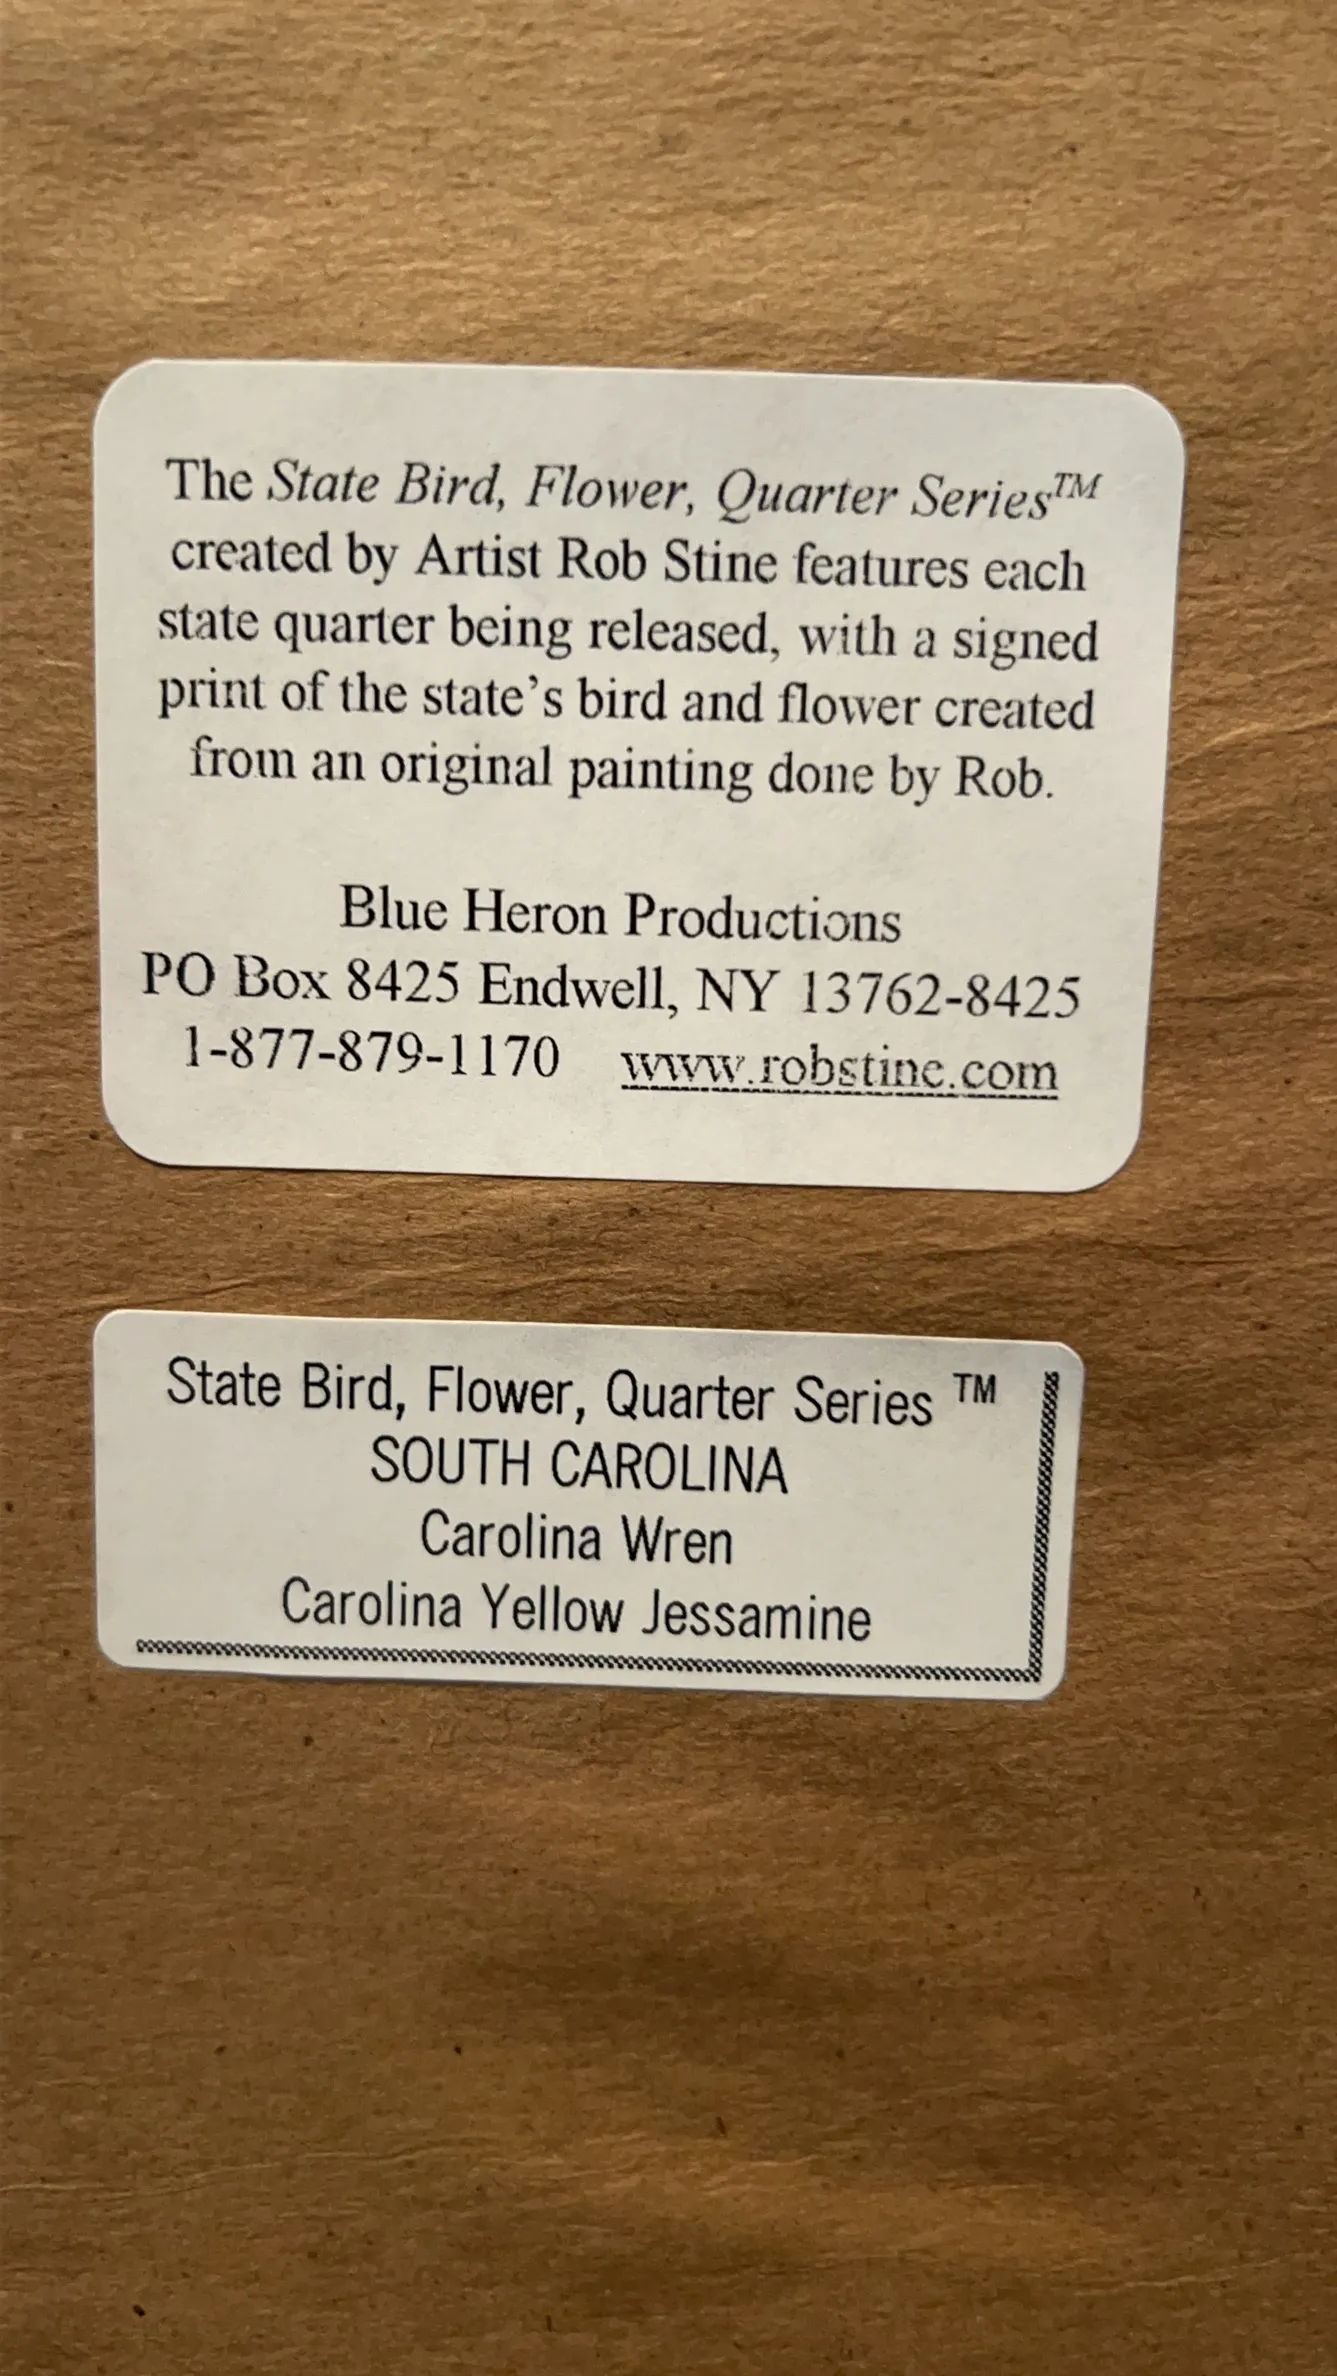 The State Bird, Flower, Quarter Series™
created by Artist Rob Stine features each
state quarter being released, with a signed
print of the state's bird and flower created
from an original painting done by Rob.
Blue Heron Productions
PO Box 8425 Endwell, NY 13762-8425
1-877-879-1170 www.robstine.com
State Bird, Flower, Quarter Series ™
SOUTH CAROLINA
Carolina Wren
Carolina Yellow Jessamine